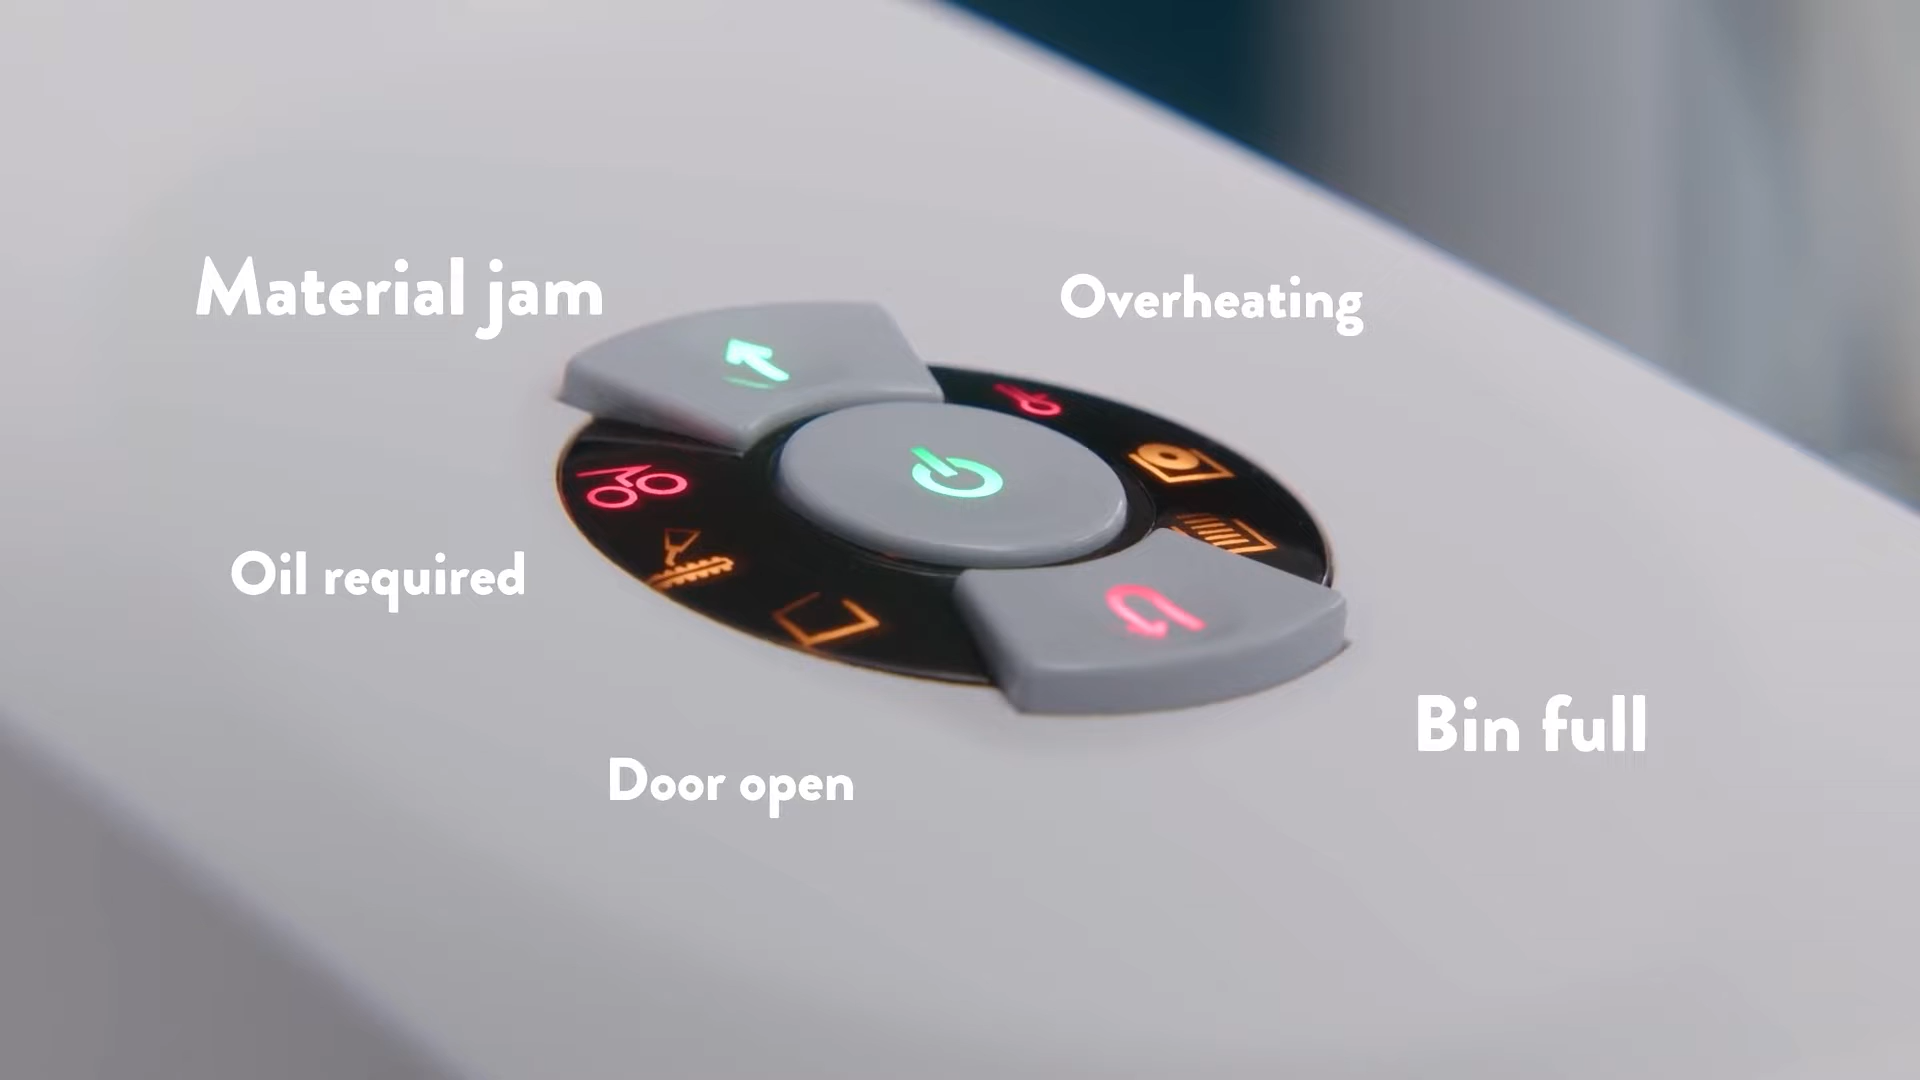 Material jam
Overheating
Oil required
Bin full
Door open